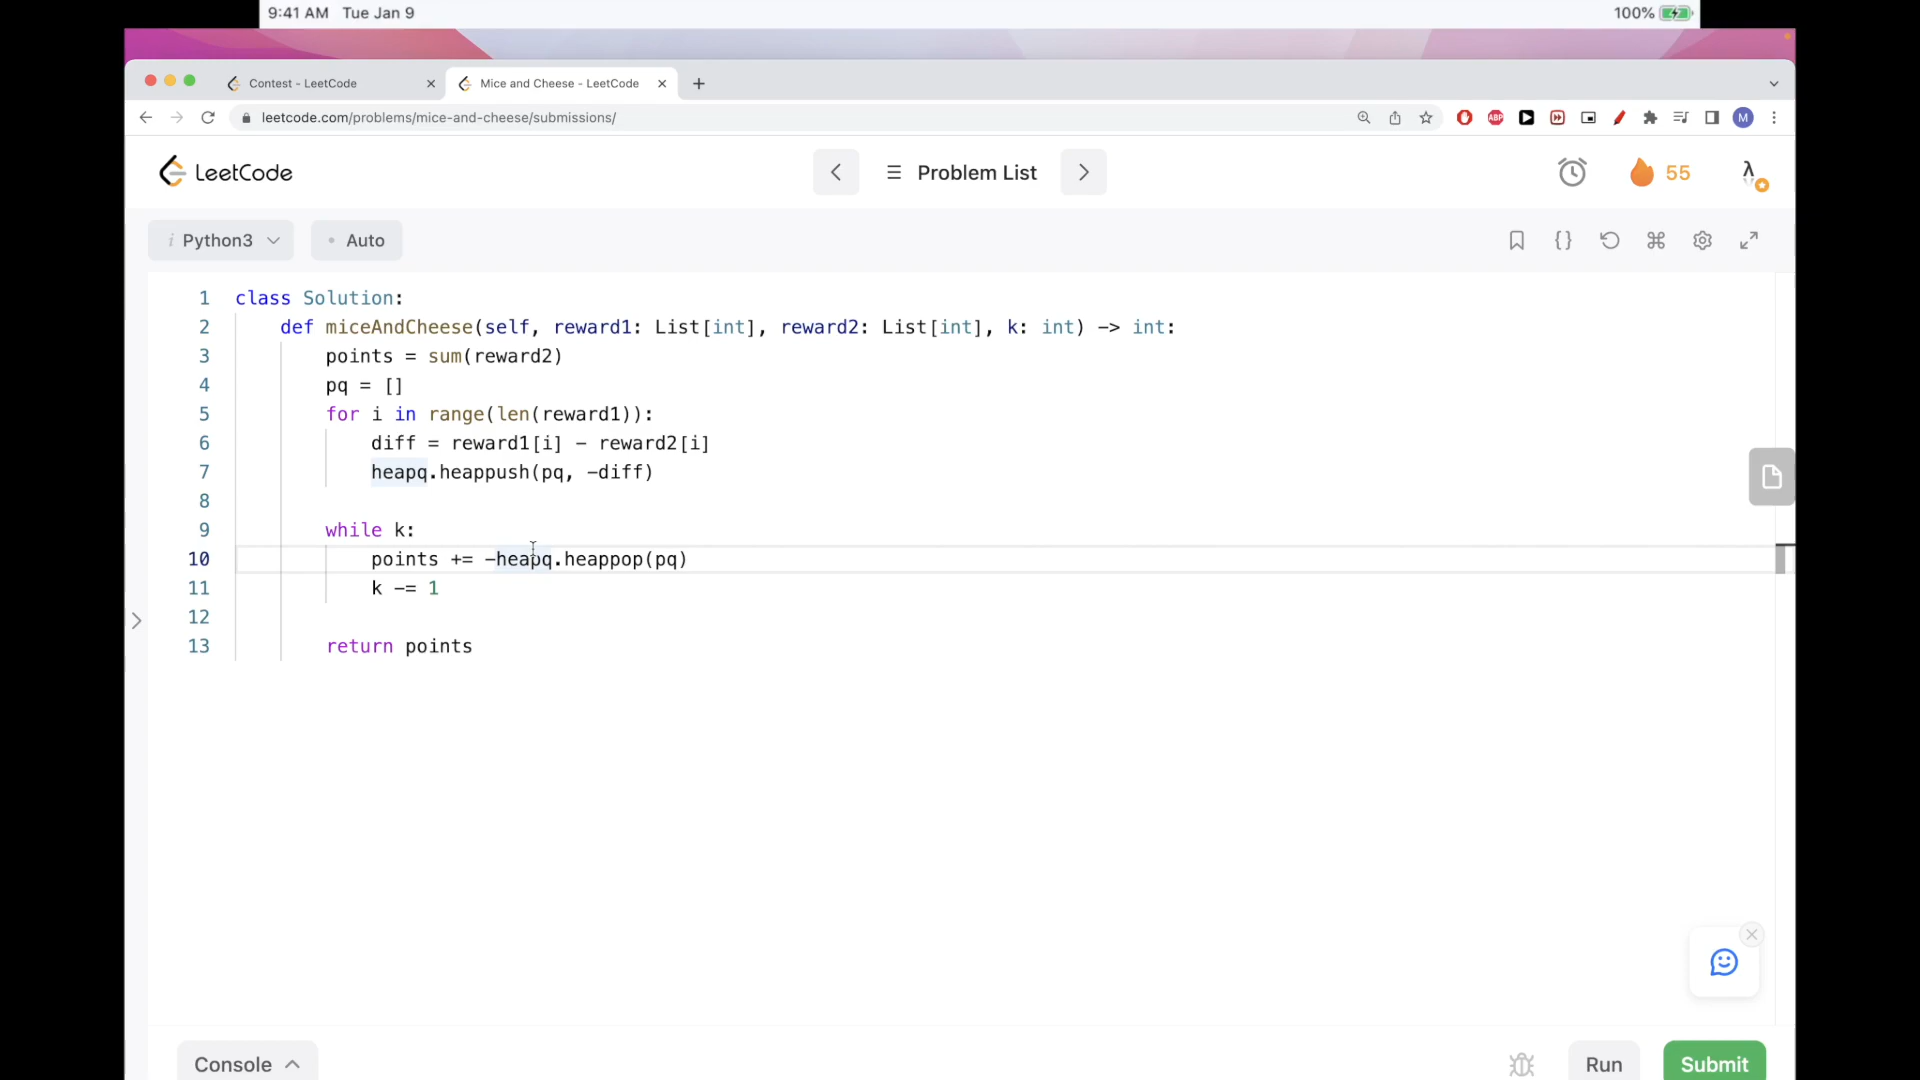 9:41 AM Tue Jan 9 100%
Contest - LeetCode Mice and Cheese - LeetCode
leetcode.com/problems/mice-and-cheese/submissions/ ABP M
LeetCode Problem List 55
i Python3 • Auto {}
1 class Solution:
2 def miceAndCheese(self, reward1: List[int], reward2: List[int], k: int) -> int:
3 points = sum(reward2)
4 pq = []
5 for i in range(len(reward1)):
6 diff = reward1[i] - reward2[i]
7 heapq.heappush(pq, -diff)
8
9 while k:
10 points += -heapq.heappop(pq)
11 k -= 1
12
13 return points
Console Run Submit